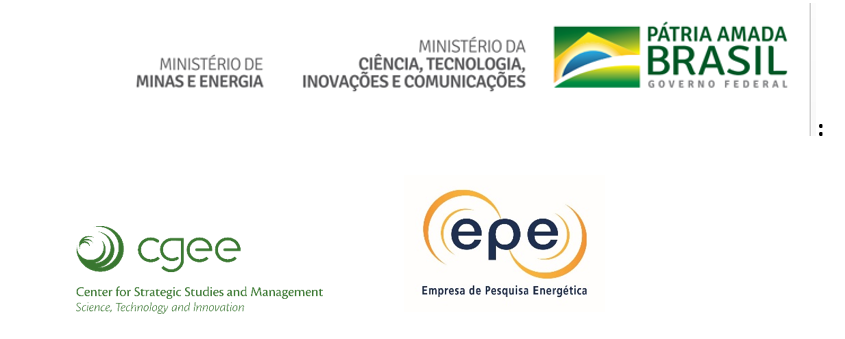 MINISTÉRIO DE
MINAS E ENERGIA
MINISTÉRIO DA
CIÊNCIA, TECNOLOGIA,
INOVAÇÕES E COMUNICAÇÕES
PÁTRIA AMADA
BRASIL
GOVERNO FEDERAL
:
cgee
Center for Strategic Studies and Management
Science, Technology and Innovation
epe
Empresa de Pesquisa Energética